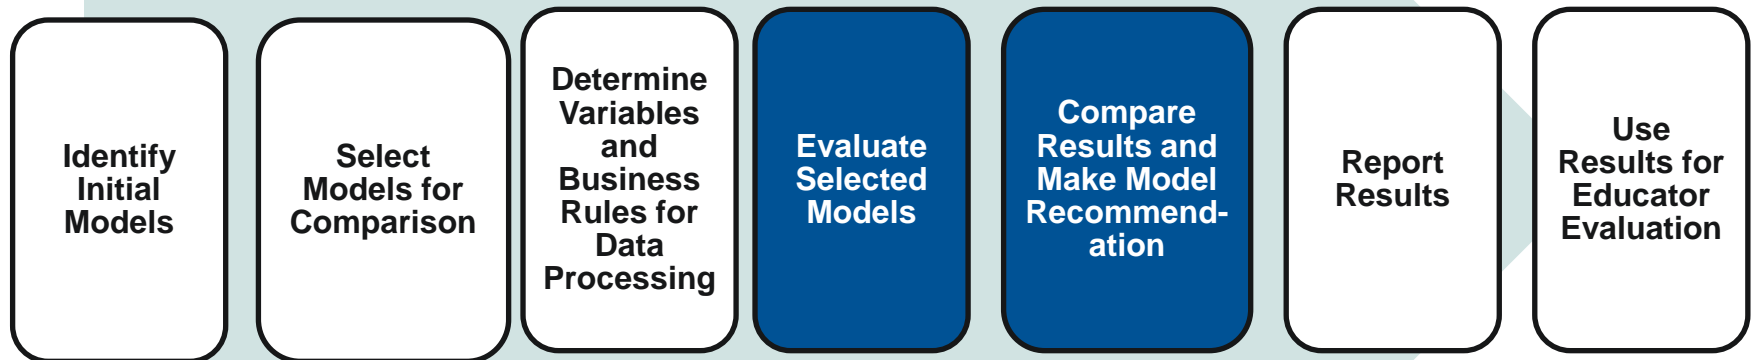 Identify
Initial
Models
Select
Models for
Comparison
Determine
Variables
and
Business
Rules for
Data
Processing
Evaluate
Selected
Models
Compare
Results and
Make Model
Recommend-
ation
Report
Results
Use
Results for
Educator
Evaluation